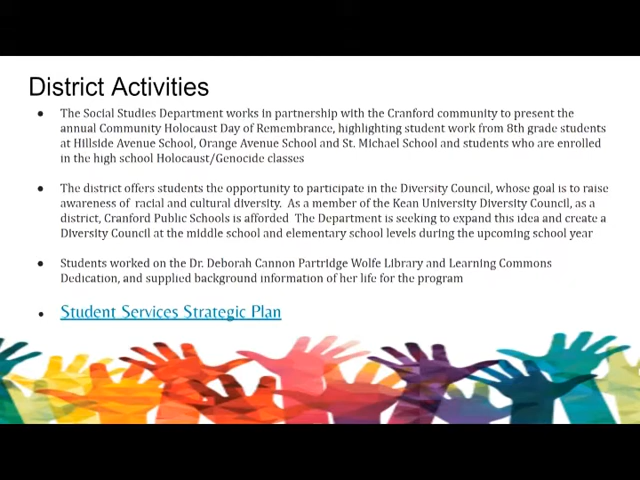 District Activities
● The Social Studies Department works in partnership with the Cranford community to present the
annual Community Holocaust Day of Remembrance, highlighting student work from 8th grade students
at Hillside Avenue School, Orange Avenue School and St. Michael School and students who are enrolled
in the high school Holocaust/Genocide classes
● The district offers students the opportunity to participate in the Diversity Council, whose goal is to raise
awareness of racial and cultural diversity. As a member of the Kean University Diversity Council, as a
district, Cranford Public Schools is afforded The Department is seeking to expand this idea and create a
Diversity Council at the middle school and elementary school levels during the upcoming school year
● Students worked on the Dr. Deborah Cannon Partridge Wolfe Library and Learning Commons
Dedication, and supplied background information of her life for the program
● Student Services Strategic Plan